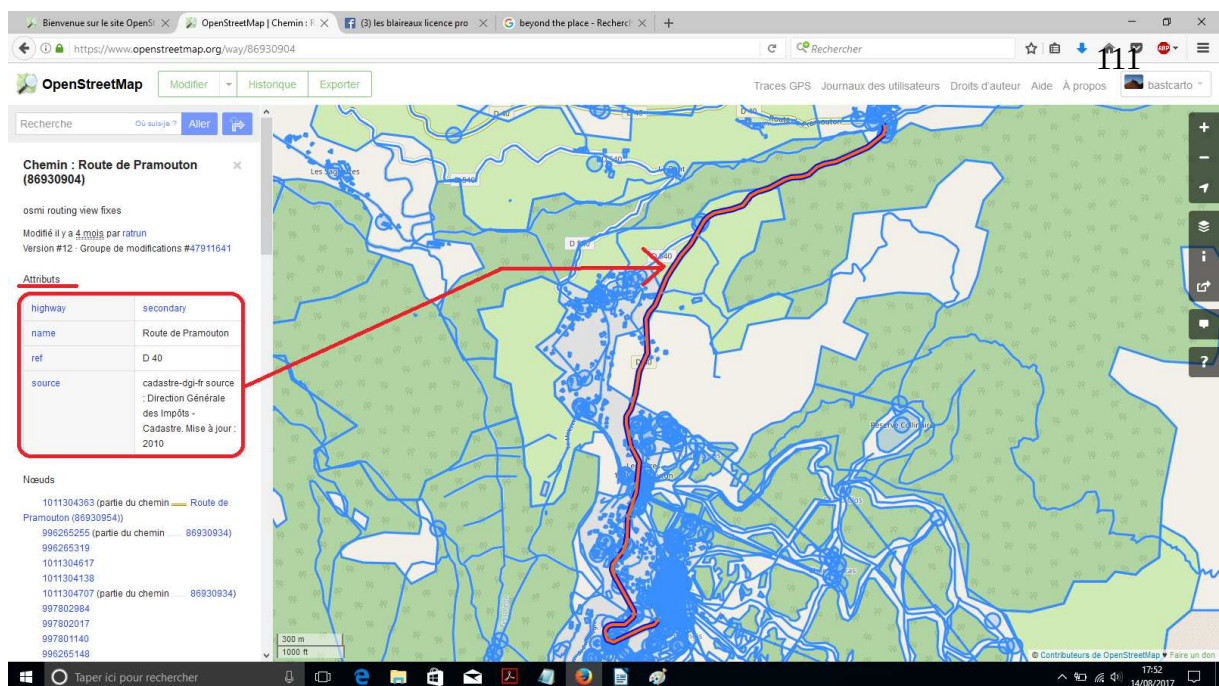 Bienvenue sur le site OpenSt
OpenStreetMap | Chemin : R
(3) les blaireaux licence pro
beyond the place - Recherch
https://www.openstreetmap.org/way/86930904
Rechercher
ABP
111
OpenStreetMap
Modifier
Historique
Exporter
Traces GPS
Journaux des utilisateurs
Droits d'auteur
Aide
À propos
bastcarto
Recherche
Où suis-je ?
Aller
Chemin : Route de Pramouton
(86930904)
osmi routing view fixes
Modifié il y a 4 mois par ratrun
Version #12 · Groupe de modifications #47911641
Attributs
highway secondary
name Route de Pramouton
ref D 40
source cadastre-dgi-fr source
: Direction Générale
des Impôts -
Cadastre. Mise à jour :
2010
Nœuds
1011304363 (partie du chemin Route de
Pramouton (86930954))
996265255 (partie du chemin 86930934)
996265319
1011304617
1011304138
1011304707 (partie du chemin 86930934)
997802984
997802017
997801140
996265148
D 40
D 40
Route
D 540
D 540
D 40
Réserve Collinaire
300 m
1000 ft
© Contributeurs de OpenStreetMap ♥ Faire un don
Taper ici pour rechercher
17:52
14/08/2017